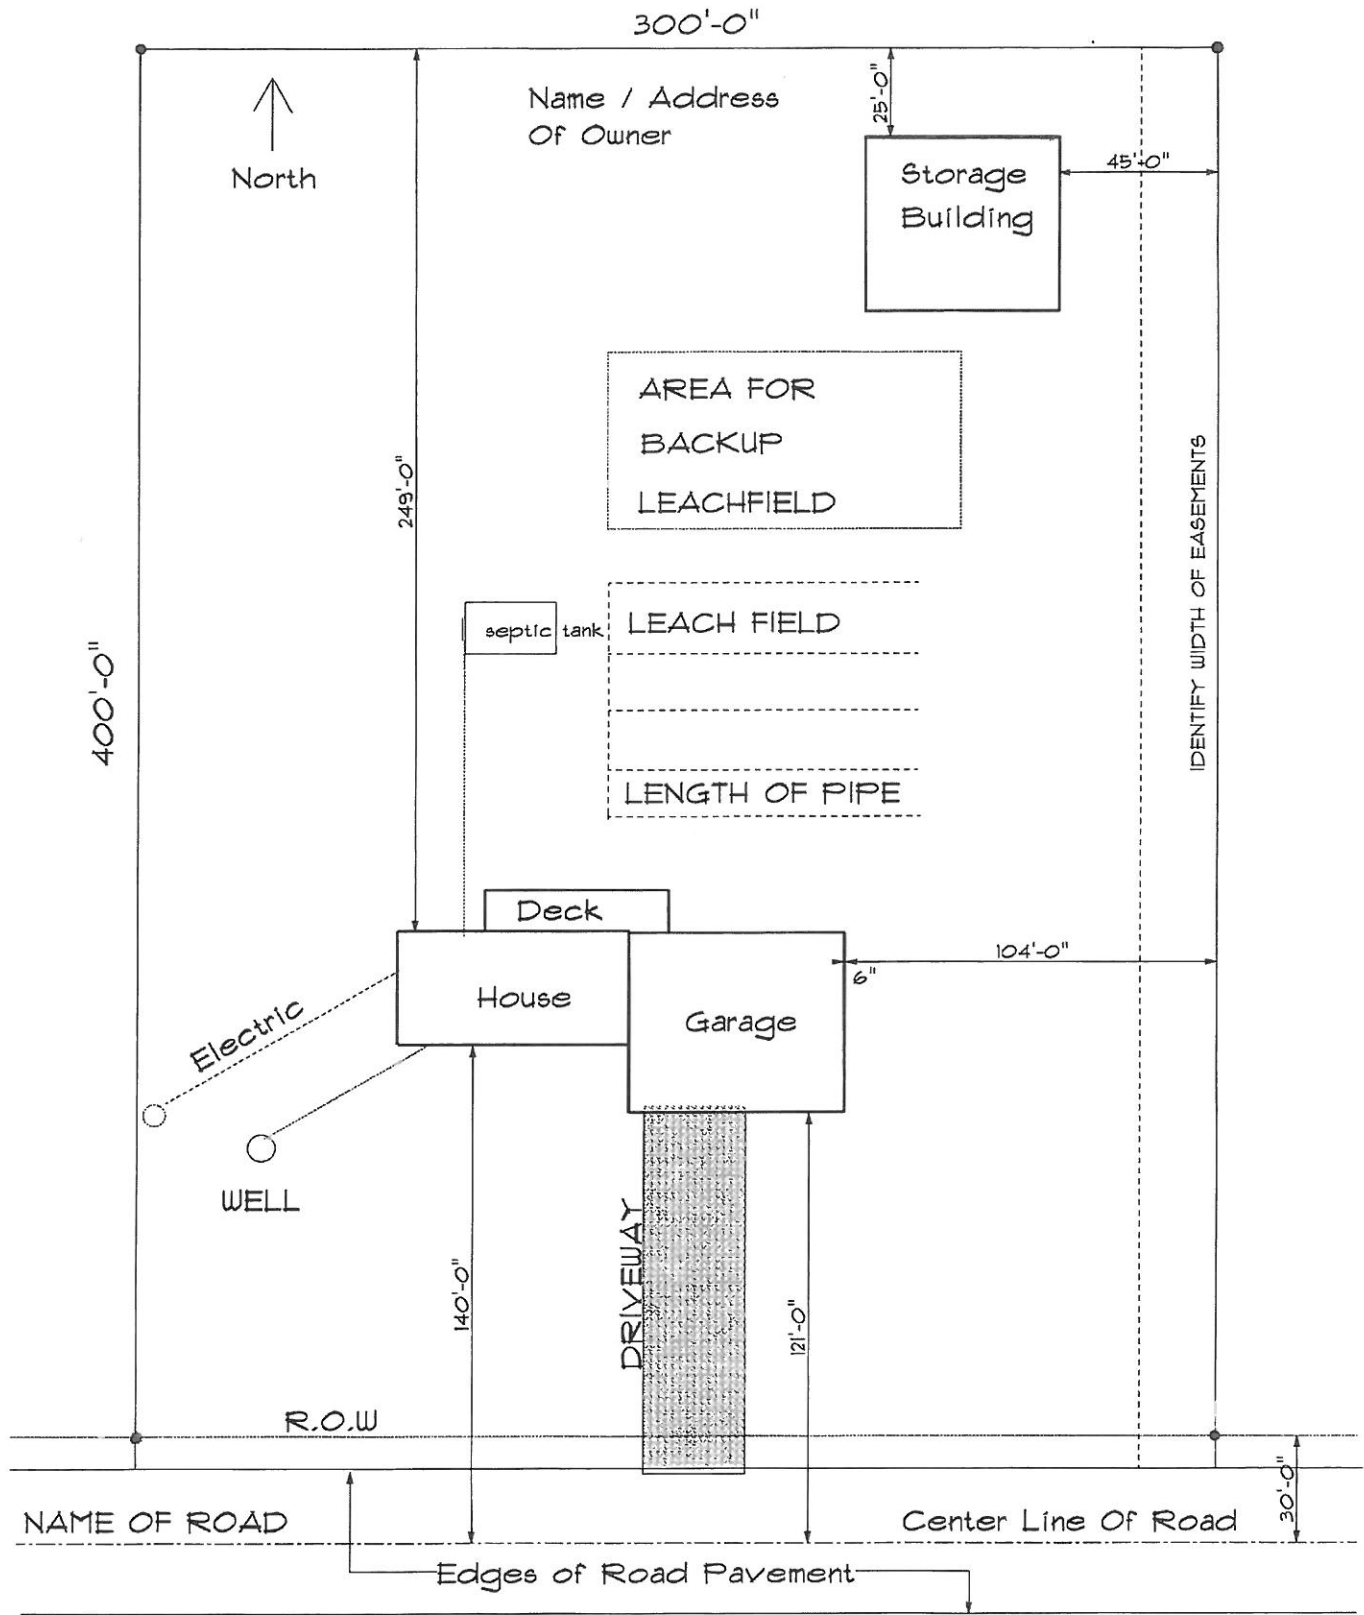 300'-0"
Name / Address
Of Owner
North
25'-0"
45'-0"
Storage
Building
AREA FOR
BACKUP
LEACHFIELD
249'-0"
IDENTIFY WIDTH OF EASEMENTS
septic tank
LEACH FIELD
400'-0"
LENGTH OF PIPE
Deck
104'-0"
6"
House
Garage
Electric
WELL
DRIVEWAY
140'-0"
121'-0"
R.O.W
30'-0"
NAME OF ROAD
Center Line Of Road
Edges of Road Pavement